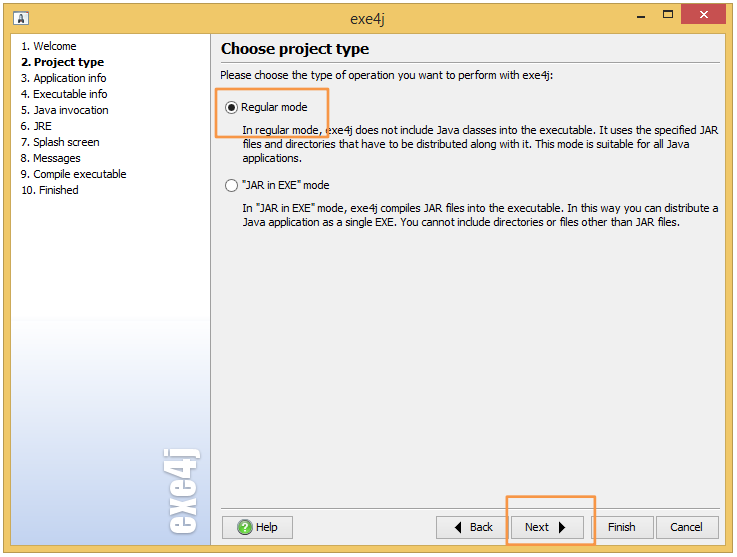 exe4j
1. Welcome
2. Project type
3. Application info
4. Executable info
5. Java invocation
6. JRE
7. Splash screen
8. Messages
9. Compile executable
10. Finished
exe4j
Choose project type
Please choose the type of operation you want to perform with exe4j:
Regular mode
In regular mode, exe4j does not include Java classes into the executable. It uses the specified JAR
files and directories that have to be distributed along with it. This mode is suitable for all Java
applications.
"JAR in EXE" mode
In "JAR in EXE" mode, exe4j compiles JAR files into the executable. In this way you can distribute a
Java application as a single EXE. You cannot include directories or files other than JAR files.
? Help
Back
Next
Finish
Cancel